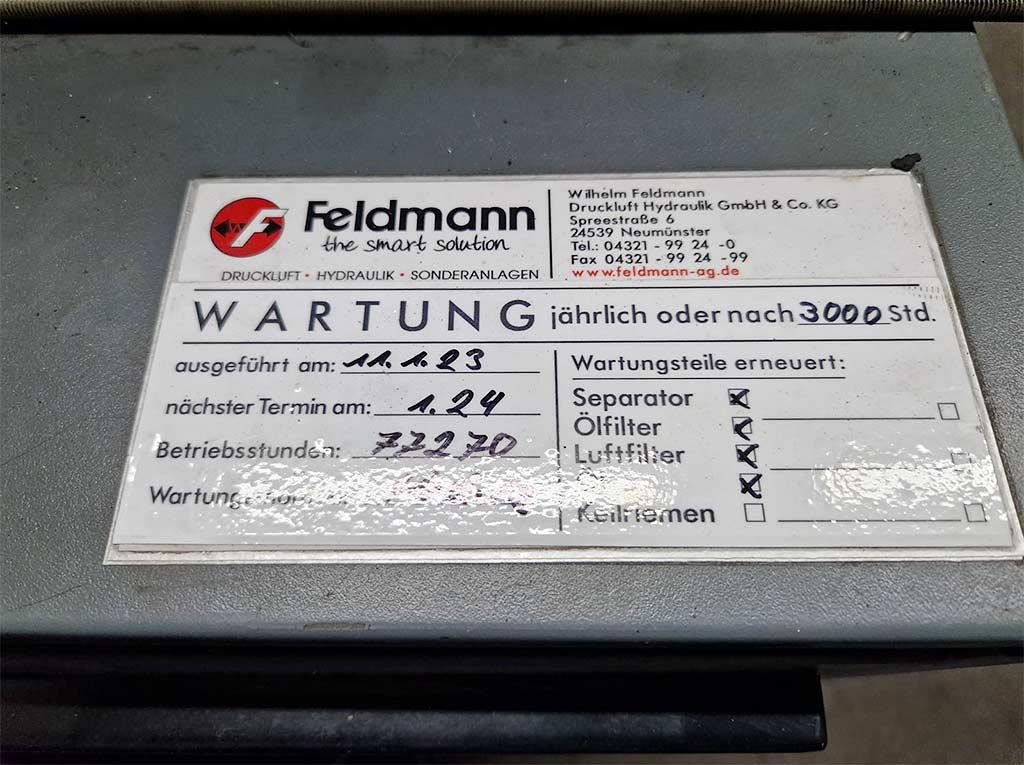 Feldmann
the smart solution
DRUCKLUFT • HYDRAULIK • SONDERANLAGEN
Wilhelm Feldmann
Druckluft Hydraulik GmbH & Co. KG
Spreestraße 6
24539 Neumünster
Tel.: 04321 - 99 24 -0
Fax 04321 - 99 24 -99
www.feldmann-ag.de
WARTUNG jährlich oder nach 3000 Std.
ausgeführt am: 11.1.23
nächster Termin am: 1.24
Betriebsstunden: 77270
Wartungsteile erneuert:
Separator
Ölfilter
Luftfilter
Keilriemen